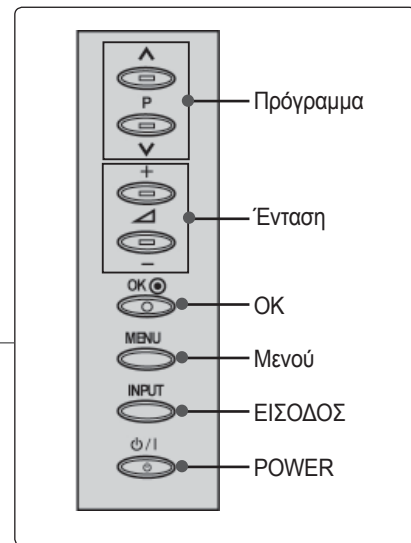 P
Πρόγραμμα
+
Ένταση
–
OK
OK
MENU
Μενού
INPUT
ΕΙΣΟΔΟΣ
⏻/I
POWER